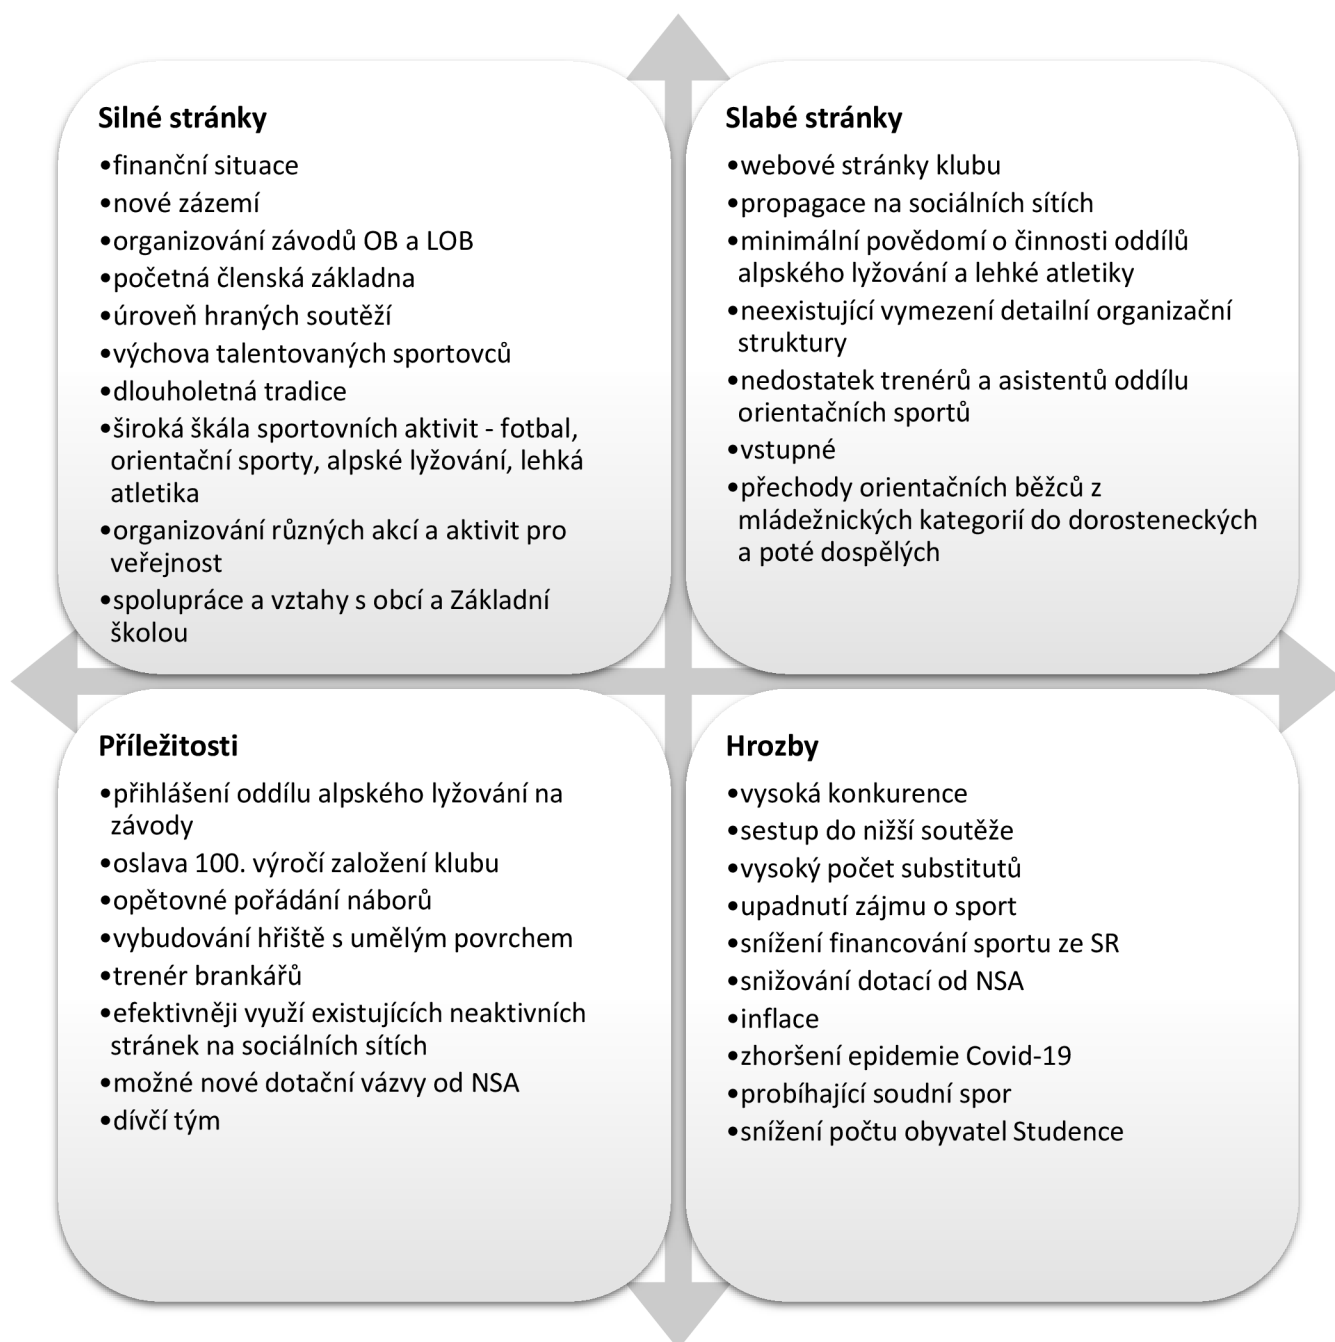 Silné stránky
•finanční situace
•nové zázemí
•organizování závodů OB a LOB
•početná členská základna
•úroveň hraných soutěží
•výchova talentovaných sportovců
•dlouholetná tradice
•široká škála sportovních aktivit - fotbal,
orientační sporty, alpské lyžování, lehká
atletika
•organizování různých akcí a aktivit pro
veřejnost
•spolupráce a vztahy s obcí a Základní
školou
Slabé stránky
•webové stránky klubu
•propagace na sociálních sítích
•minimální povědomí o činnosti oddílů
alpského lyžování a lehké atletiky
•neexistující vymezení detailní organizační
struktury
•nedostatek trenérů a asistentů oddílu
orientačních sportů
•vstupné
•přechody orientačních běžců z
mládežnických kategorií do dorosteneckých
a poté dospělých
Příležitosti
•přihlášení oddílu alpského lyžování na
závody
•oslava 100. výročí založení klubu
•opětovné pořádání náborů
•vybudování hřiště s umělým povrchem
•trenér brankářů
•efektivněji využí existujících neaktivních
stránek na sociálních sítích
•možné nové dotační vázvy od NSA
•dívčí tým
Hrozby
•vysoká konkurence
•sestup do nižší soutěže
•vysoký počet substitutů
•upadnutí zájmu o sport
•snížení financování sportu ze SR
•snižování dotací od NSA
•inflace
•zhoršení epidemie Covid-19
•probíhající soudní spor
•snížení počtu obyvatel Studence